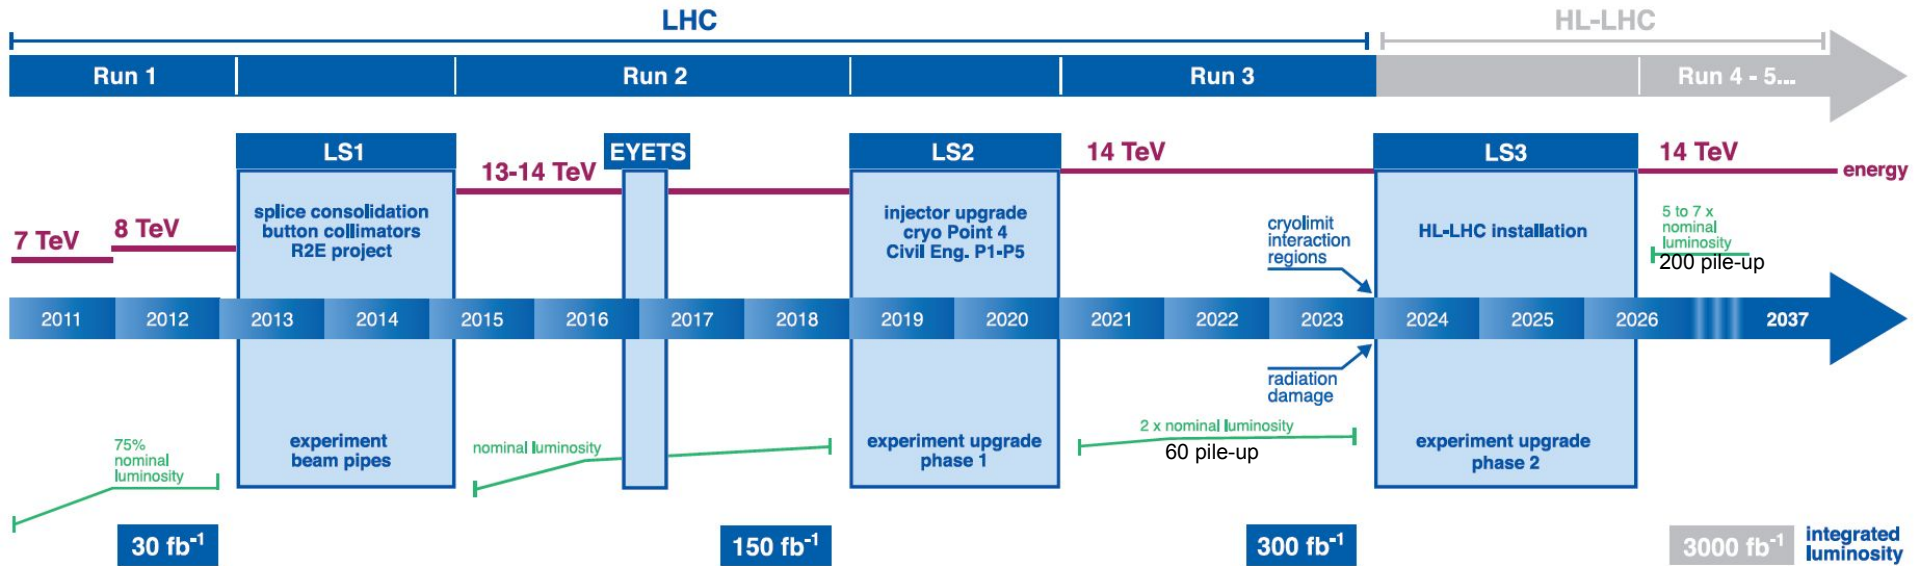 LHC
HL-LHC
Run 1
Run 2
Run 3
Run 4 - 5...
LS1
EYETS
LS2
LS3
13-14 TeV
14 TeV
14 TeV
energy
7 TeV
8 TeV
splice consolidation
button collimators
R2E project
injector upgrade
cryo Point 4
Civil Eng. P1-P5
cryolimit
interaction
regions
HL-LHC installation
5 to 7 x
nominal
luminosity
200 pile-up
2011
2012
2013
2014
2015
2016
2017
2018
2019
2020
2021
2022
2023
2024
2025
2026
2037
radiation
damage
75%
nominal
luminosity
experiment
beam pipes
nominal luminosity
experiment upgrade
phase 1
2 x nominal luminosity
60 pile-up
experiment upgrade
phase 2
30 fb⁻¹
150 fb⁻¹
300 fb⁻¹
3000 fb⁻¹
integrated
luminosity